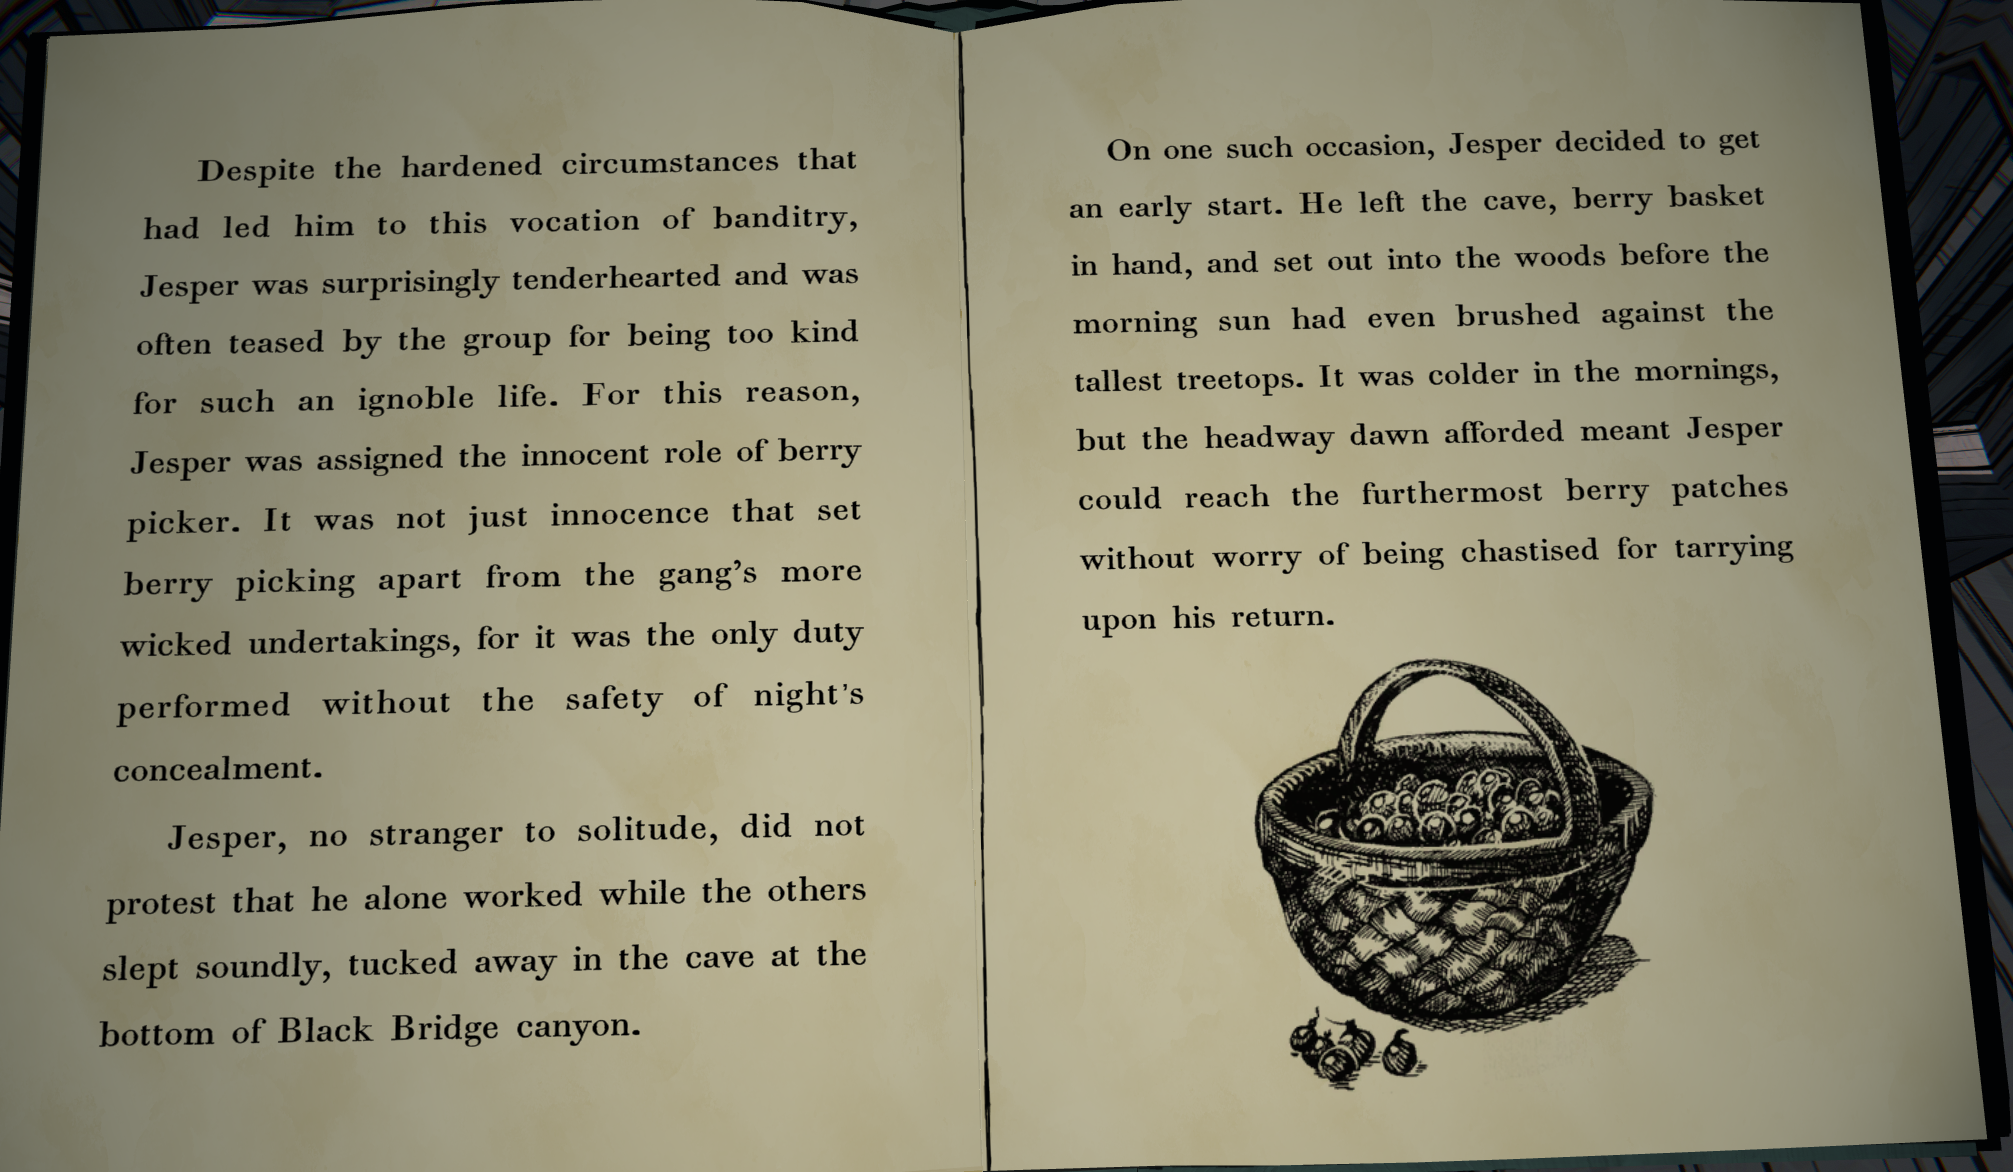 Despite the hardened circumstances that
had led him to this vocation of banditry,
Jesper was surprisingly tenderhearted and was
often teased by the group for being too kind
for such an ignoble life. For this reason,
Jesper was assigned the innocent role of berry
picker. It was not just innocence that set
berry picking apart from the gang's more
wicked undertakings, for it was the only duty
performed without the safety of night's
concealment.
Jesper, no stranger to solitude, did not
protest that he alone worked while the others
slept soundly, tucked away in the cave at the
bottom of Black Bridge canyon.
On one such occasion, Jesper decided to get
an early start. He left the cave, berry basket
in hand, and set out into the woods before the
morning sun had even brushed against the
tallest treetops. It was colder in the mornings,
but the headway dawn afforded meant Jesper
could reach the furthermost berry patches
without worry of being chastised for tarrying
upon his return.